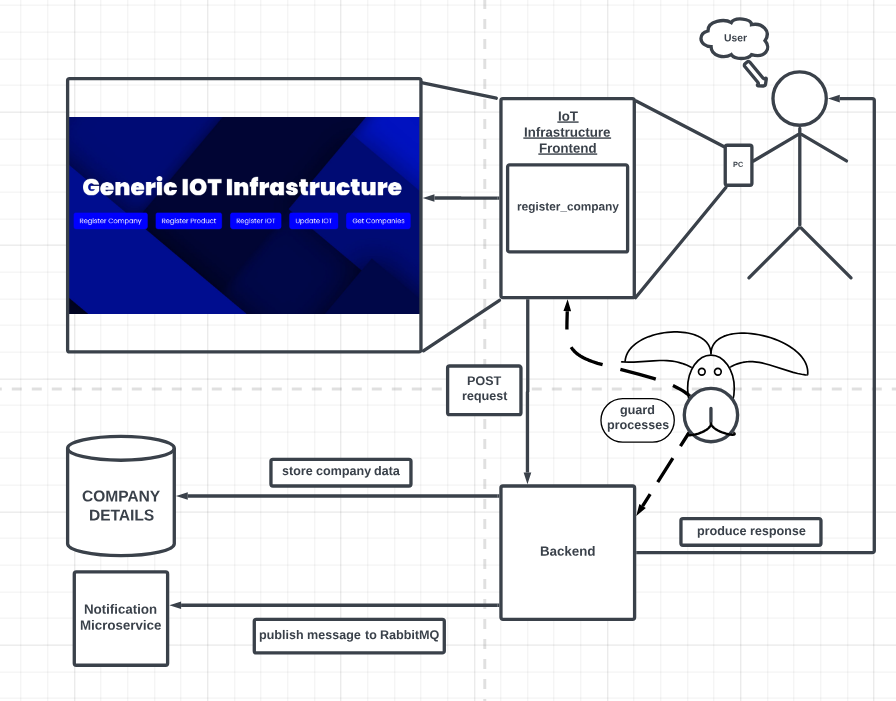 User
IoT
Infrastructure
Frontend
PC
Generic IOT Infrastructure
register_company
Register Company
Register Product
Register IOT
Update IOT
Get Companies
POST
request
guard
processes
store company data
COMPANY
DETAILS
produce response
Backend
Notification
Microservice
publish message to RabbitMQ